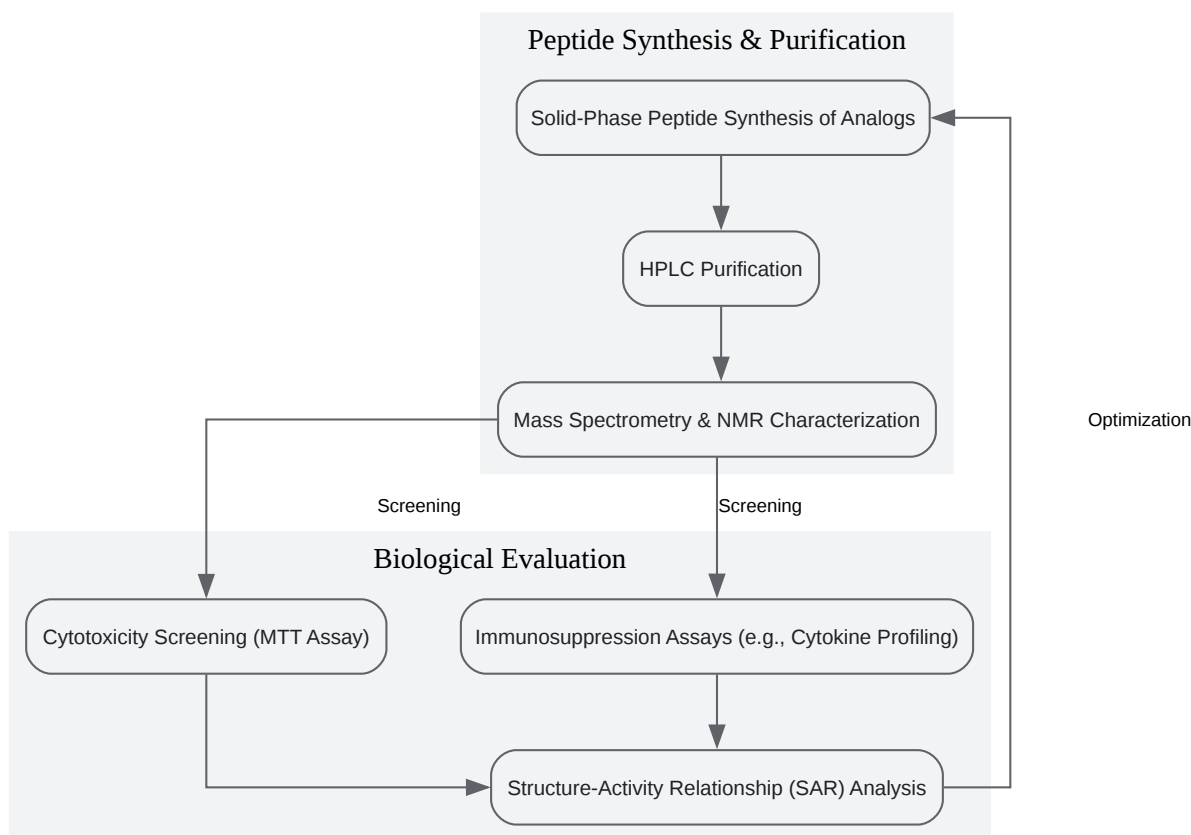 Peptide Synthesis & Purification
Solid-Phase Peptide Synthesis of Analogs
HPLC Purification
Mass Spectrometry & NMR Characterization
Optimization
Screening
Screening
Biological Evaluation
Cytotoxicity Screening (MTT Assay)
Immunosuppression Assays (e.g., Cytokine Profiling)
Structure-Activity Relationship (SAR) Analysis